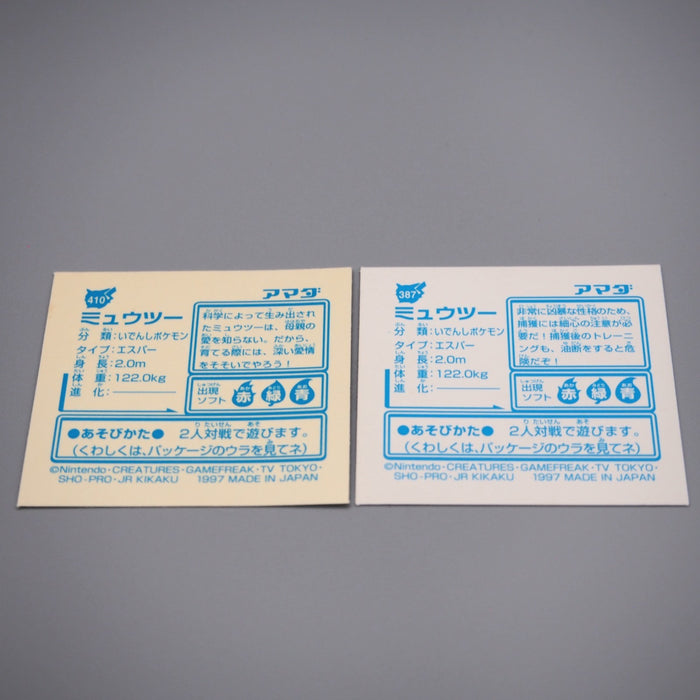 410
アマダ
ミュウツー
分類:いでんしポケモン
タイプ:エスパー
身長:2.0m
体重:122.0kg
進化:————
科学によって生み出され
たミュウツーは、母親の
愛を知らない。だから、
育てる際には、深い愛情
をそそいでやろう!
出現
ソフト
赤 緑 青
●あそびかた● 2人対戦で遊びます。
(くわしくは、パッケージのウラを見てネ)
©Nintendo・CREATURES・GAMEFREAK・TV TOKYO・
SHO-PRO・JR KIKAKU 1997 MADE IN JAPAN
387
アマダ
ミュウツー
分類:いでんしポケモン
タイプ:エスパー
身長:2.0m
体重:122.0kg
進化:————
非常に凶暴な性格のため、
捕獲には細心の注意が必
要だ!捕獲後のトレーニ
ングも、油断をすると危
険だぞ!
出現
ソフト
赤 緑 青
●あそびかた● 2人対戦で遊びます。
(くわしくは、パッケージのウラを見てネ)
©Nintendo・CREATURES・GAMEFREAK・TV TOKYO・
SHO-PRO・JR KIKAKU 1997 MADE IN JAPAN